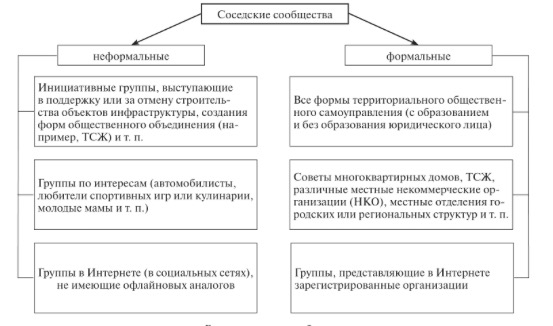 Соседские сообщества
неформальные
формальные
Инициативные группы, выступающие
в поддержку или за отмену строитель-
ства объектов инфраструктуры, создания
форм общественного объединения (на-
пример, ТСЖ) и т. п.
Все формы территориального обществен-
ного самоуправления (с образованием
и без образования юридического лица)
Группы по интересам (автомобилисты,
любители спортивных игр или кулинарии,
молодые мамы и т. п.)
Советы многоквартирных домов, ТСЖ,
различные местные некоммерческие ор-
ганизации (НКО), местные отделения го-
родских или региональных структур и т. п.
Группы в Интернете (в социальных сетях),
не имеющие офлайновых аналогов
Группы, представляющие в Интернете
зарегистрированные организации